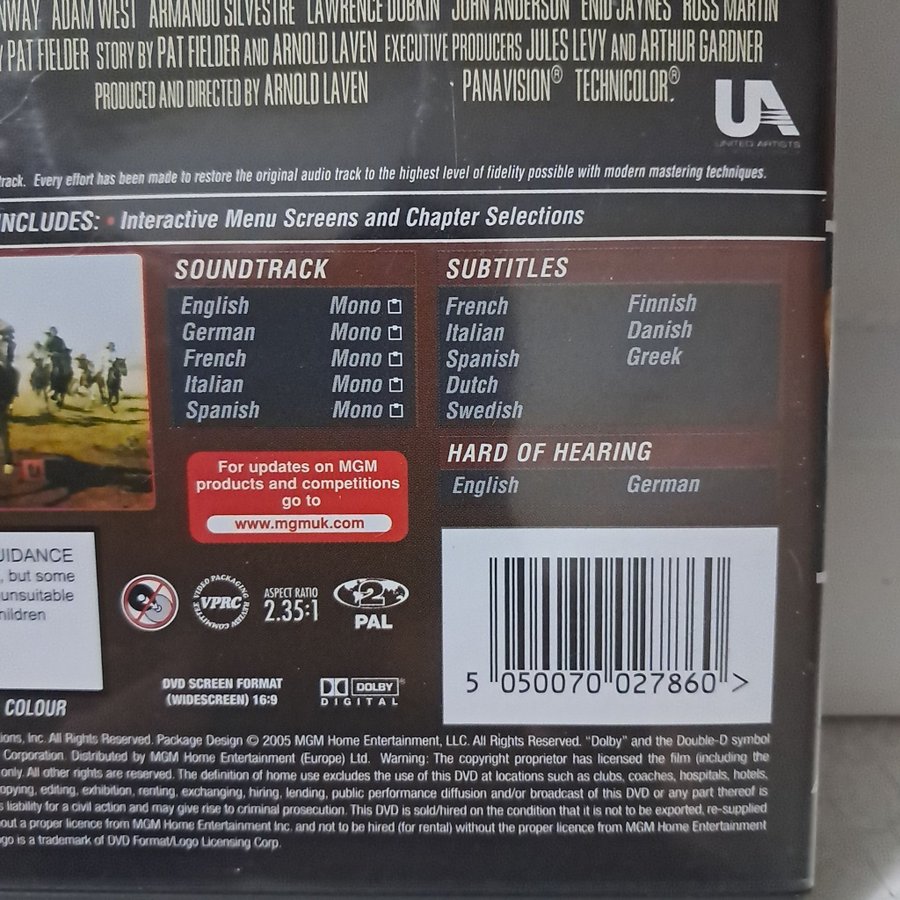 ADAM WEST ARMANDO SILVESTRE LAWRENCE DOBKIN JOHN ANDERSON ENID JAYNES ROSS MARTIN
PAT FIELDER STORY BY PAT FIELDER AND ARNOLD LAVEN EXECUTIVE PRODUCERS JULES LEVY AND ARTHUR GARDNER
PRODUCED AND DIRECTED BY ARNOLD LAVEN PANAVISION® TECHNICOLOR®
UA
UNITED ARTISTS
track. Every effort has been made to restore the original audio track to the highest level of fidelity possible with modern mastering techniques.
INCLUDES: • Interactive Menu Screens and Chapter Selections
SOUNDTRACK
English Mono
German Mono
French Mono
Italian Mono
Spanish Mono
SUBTITLES
French Finnish
Italian Danish
Spanish Greek
Dutch
Swedish
HARD OF HEARING
English German
For updates on MGM
products and competitions
go to
www.mgmuk.com
UIDANCE
, but some
unsuitable
hildren
VIDEO PACKAGING REVIEW COMMITTEE
VPRC
ASPECT RATIO
2.35:1
2
PAL
DVD SCREEN FORMAT
(WIDESCREEN) 16:9
DOLBY®
DIGITAL
COLOUR
5 050070 027860 >
ions, Inc. All Rights Reserved. Package Design © 2005 MGM Home Entertainment, LLC. All Rights Reserved. "Dolby" and the Double-D symbol
Corporation. Distributed by MGM Home Entertainment (Europe) Ltd. Warning: The copyright proprietor has licensed the film (including the
only. All other rights are reserved. The definition of home use excludes the use of this DVD at locations such as clubs, coaches, hospitals, hotels,
opying, editing, exhibition, renting, exchanging, hiring, lending, public performance diffusion and/or broadcast of this DVD or any part thereof is
s liability for a civil action and may give rise to criminal prosecution. This DVD is sold/hired on the condition that it is not to be exported, re-supplied
out a proper licence from MGM Home Entertainment Inc. and not to be hired (for rental) without the proper licence from MGM Home Entertainment
ogo is a trademark of DVD Format/Logo Licensing Corp.